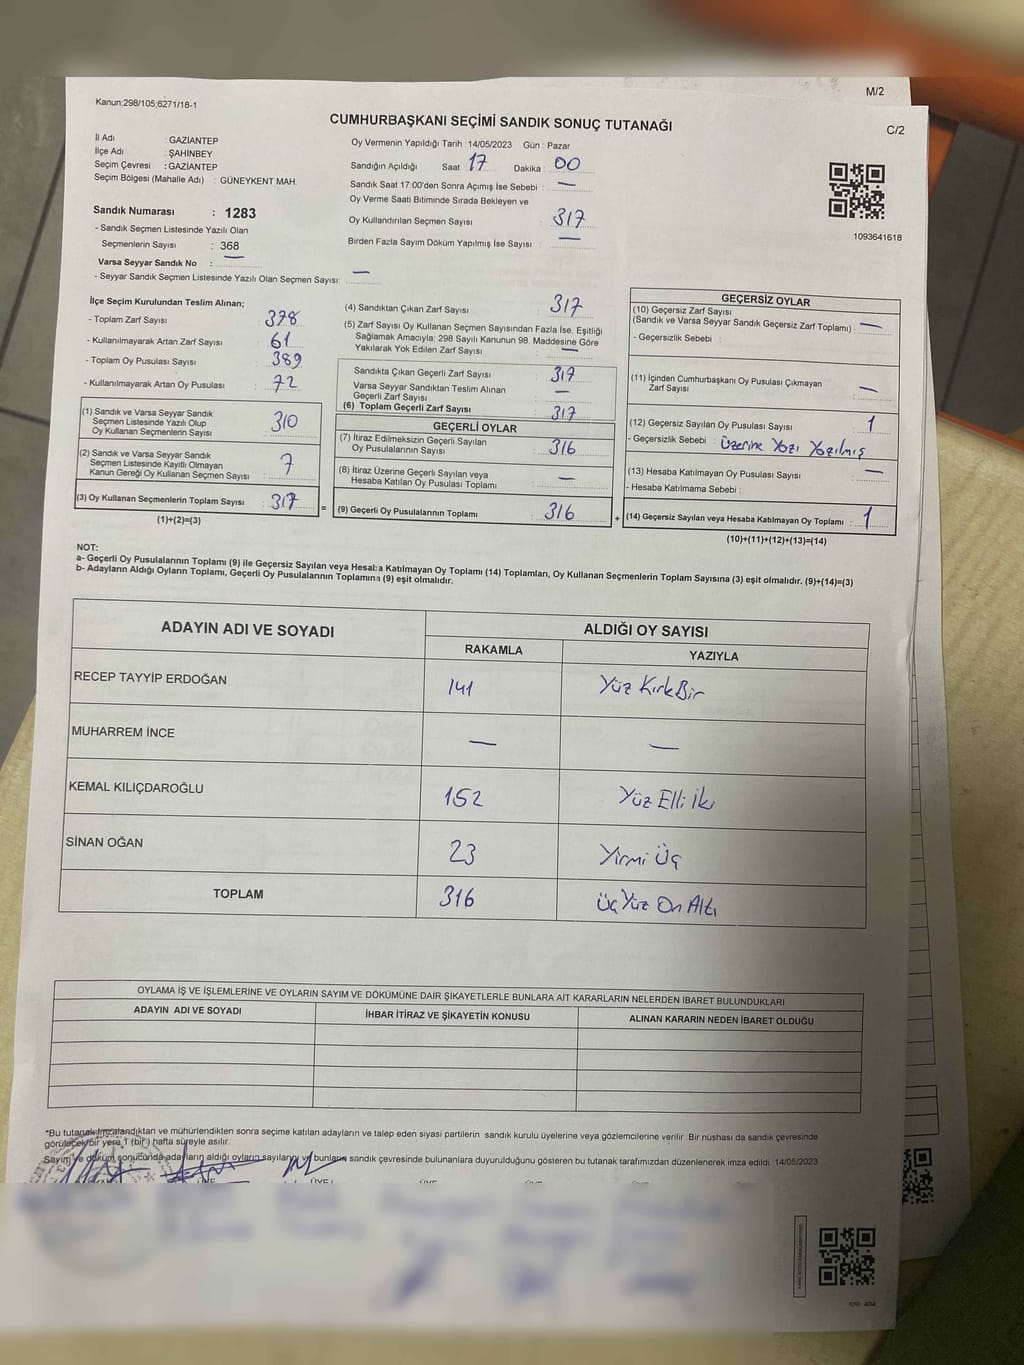 Kanun;298/105;6271/18-1
M/2
C/2
CUMHURBAŞKANI SEÇİMİ SANDIK SONUÇ TUTANAĞI
İl Adı : GAZİANTEP
İlçe Adı : ŞAHİNBEY
Seçim Çevresi : GAZİANTEP
Seçim Bölgesi (Mahalle Adı) : GÜNEYKENT MAH.
Sandık Numarası : 1283
- Sandık Seçmen Listesinde Yazılı Olan
Seçmenlerin Sayısı : 368
Varsa Seyyar Sandık No : —
- Seyyar Sandık Seçmen Listesinde Yazılı Olan Seçmen Sayısı: —
Oy Vermenin Yapıldığı Tarih 14/05/2023 Gün : Pazar
Sandığın Açıldığı Saat 17 Dakika : 00
Sandık Saat 17:00'den Sonra Açımış İse Sebebi : —
Oy Verme Saati Bitiminde Sırada Bekleyen ve
Oy Kullandırılan Seçmen Sayısı : 317
Birden Fazla Sayım Döküm Yapılmış İse Sayısı : —
1093641618
İlçe Seçim Kurulundan Teslim Alınan;
- Toplam Zarf Sayısı : 378
- Kullanılmayarak Artan Zarf Sayısı : 61
- Toplam Oy Pusulası Sayısı : 389
- Kullanılmayarak Artan Oy Pusulası : 72
(1) Sandık ve Varsa Seyyar Sandık
Seçmen Listesinde Yazılı Olup
Oy Kullanan Seçmenlerin Sayısı : 310
(2) Sandık ve Varsa Seyyar Sandık
Seçmen Listesinde Kayıtlı Olmayan
Kanun Gereği Oy Kullanan Seçmen Sayısı : 7
(3) Oy Kullanan Seçmenlerin Toplam Sayısı : 317
(1)+(2)=(3)
=
(4) Sandıktan Çıkan Zarf Sayısı : 317
(5) Zarf Sayısı Oy Kullanan Seçmen Sayısından Fazla İse, Eşitliği
Sağlamak Amacıyla; 298 Sayılı Kanunun 98. Maddesine Göre
Yakılarak Yok Edilen Zarf Sayısı : —
Sandıkta Çıkan Geçerli Zarf Sayısı : 317
Varsa Seyyar Sandıktan Teslim Alınan
Geçerli Zarf Sayısı : —
(6) Toplam Geçerli Zarf Sayısı : 317
GEÇERLİ OYLAR
(7) İtiraz Edilmeksizin Geçerli Sayılan
Oy Pusulalarının Sayısı : 316
(8) İtiraz Üzerine Geçerli Sayılan veya
Hesaba Katılan Oy Pusulası Toplamı : —
(9) Geçerli Oy Pusulalarının Toplamı : 316
+
GEÇERSİZ OYLAR
(10) Geçersiz Zarf Sayısı
(Sandık ve Varsa Seyyar Sandık Geçersiz Zarf Toplamı) : —
- Geçersizlik Sebebi :
(11) İçinden Cumhurbaşkanı Oy Pusulası Çıkmayan
Zarf Sayısı : —
(12) Geçersiz Sayılan Oy Pusulası Sayısı : 1
- Geçersizlik Sebebi : Üzerine Yazı Yazılmış
(13) Hesaba Katılmayan Oy Pusulası Sayısı : —
- Hesaba Katılmama Sebebi :
(14) Geçersiz Sayılan veya Hesaba Katılmayan Oy Toplamı : 1
(10)+(11)+(12)+(13)=(14)
NOT:
a- Geçerli Oy Pusulalarının Toplamı (9) ile Geçersiz Sayılan veya Hesaba Katılmayan Oy Toplamı (14) Toplamları, Oy Kullanan Seçmenlerin Toplam Sayısına (3) eşit olmalıdır. (9)+(14)=(3)
b- Adayların Aldığı Oyların Toplamı, Geçerli Oy Pusulalarının Toplamına (9) eşit olmalıdır.
ADAYIN ADI VE SOYADI ALDIĞI OY SAYISI
RAKAMLA YAZIYLA
RECEP TAYYİP ERDOĞAN 141 Yüz Kırk Bir
MUHARREM İNCE — —
KEMAL KILIÇDAROĞLU 152 Yüz Elli İki
SİNAN OĞAN 23 Yirmi Üç
TOPLAM 316 Üç Yüz On Altı
OYLAMA İŞ VE İŞLEMLERİNE VE OYLARIN SAYIM VE DÖKÜMÜNE DAİR ŞİKAYETLERLE BUNLARA AİT KARARLARIN NELERDEN İBARET BULUNDUKLARI
ADAYIN ADI VE SOYADI İHBAR İTİRAZ VE ŞİKAYETİN KONUSU ALINAN KARARIN NEDEN İBARET OLDUĞU
*Bu tutanak imzalandıktan ve mühürlendikten sonra seçime katılan adayların ve talep eden siyasi partilerin sandık kurulu üyelerine veya gözlemcilerine verilir. Bir nüshası da sandık çevresinde
görülecek bir yere 1 (bir ) hafta süreyle asılır.
Sayım ve döküm sonucunda adayların aldığı oyların sayıları ve bunların sandık çevresinde bulunanlara duyurulduğunu gösteren bu tutanak tarafımızdan düzenlenerek imza edildi. 14/05/2023